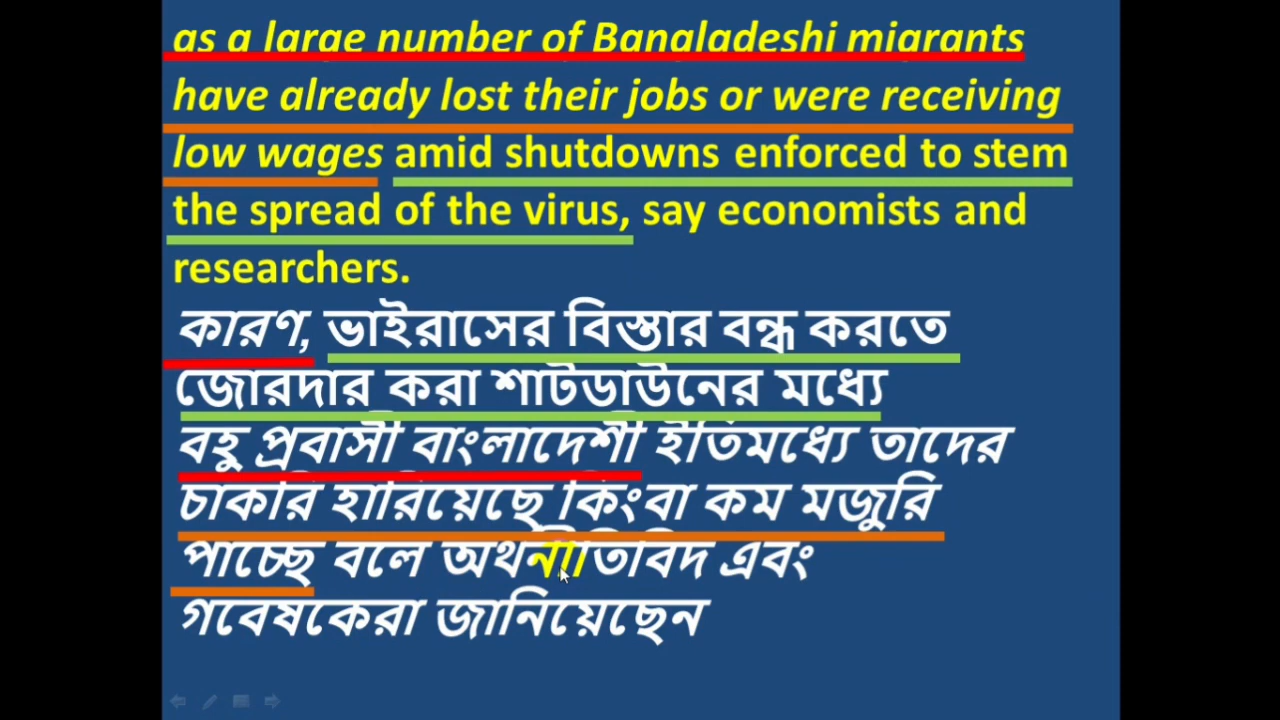 as a large number of Bangladeshi migrants
have already lost their jobs or were receiving
low wages amid shutdowns enforced to stem
the spread of the virus, say economists and
researchers.
কারণ, ভাইরাসের বিস্তার বন্ধ করতে
জোরদার করা শাটডাউনের মধ্যে
বহু প্রবাসী বাংলাদেশী ইতিমধ্যে তাদের
চাকরি হারিয়েছে কিংবা কম মজুরি
পাচ্ছে বলে অর্থনীতিবিদ এবং
গবেষকেরা জানিয়েছেন